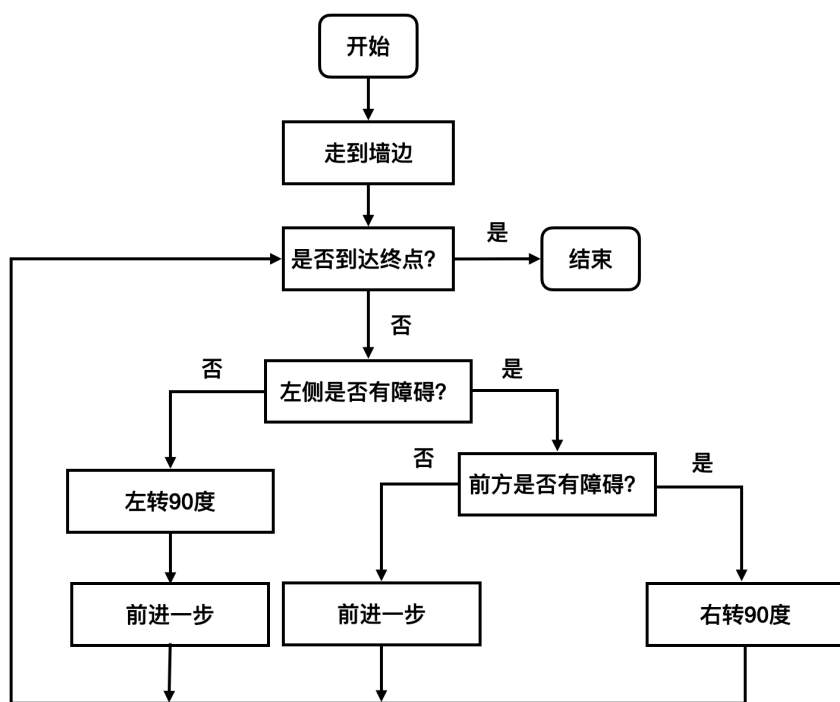 开始
走到墙边
是否到达终点?
是
结束
否
左侧是否有障碍?
否
是
前方是否有障碍?
否
是
左转90度
前进一步
前进一步
右转90度